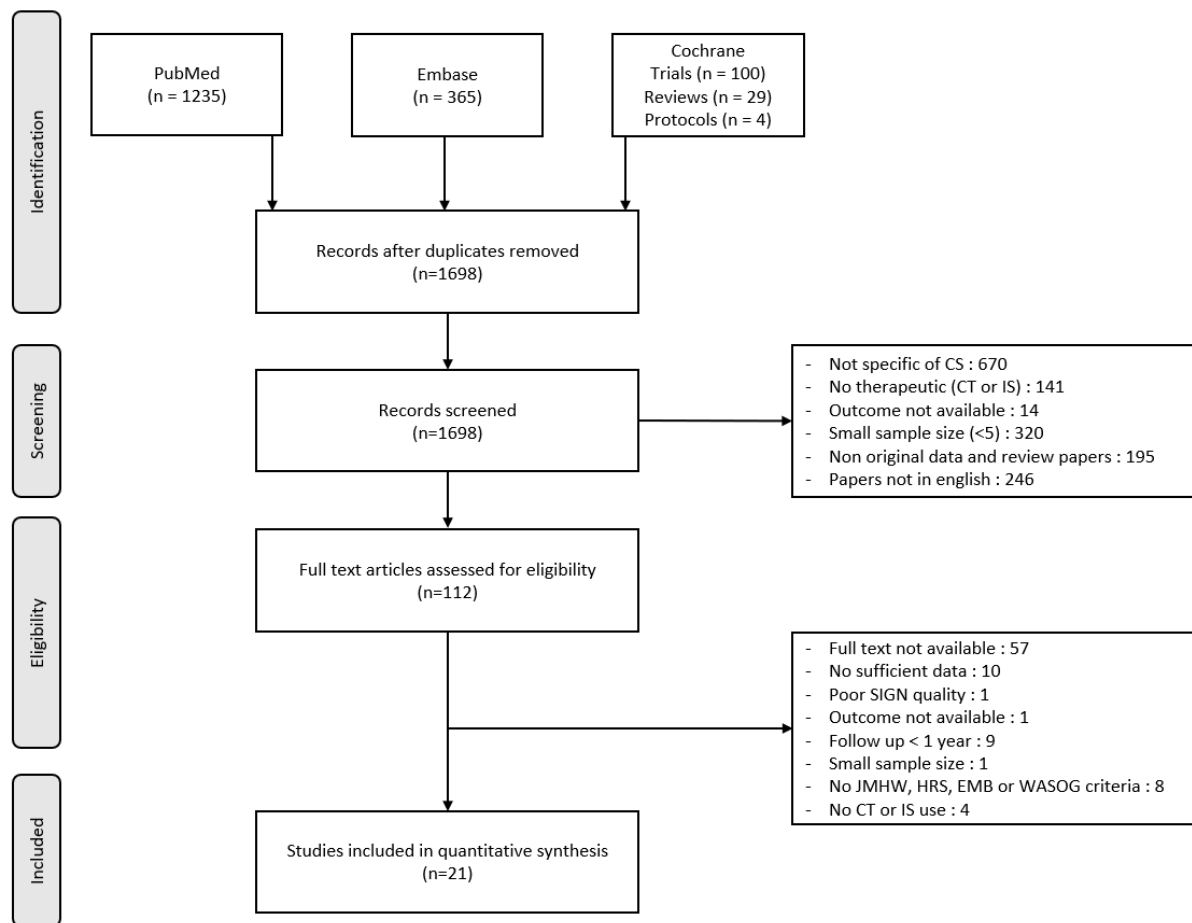 Identification
PubMed
(n = 1235)
Embase
(n = 365)
Cochrane
Trials (n = 100)
Reviews (n = 29)
Protocols (n = 4)
Records after duplicates removed
(n=1698)
Screening
Records screened
(n=1698)
- Not specific of CS : 670
- No therapeutic (CT or IS) : 141
- Outcome not available : 14
- Small sample size (<5) : 320
- Non original data and review papers : 195
- Papers not in english : 246
Eligibility
Full text articles assessed for eligibility
(n=112)
- Full text not available : 57
- No sufficient data : 10
- Poor SIGN quality : 1
- Outcome not available : 1
- Follow up < 1 year : 9
- Small sample size : 1
- No JMHW, HRS, EMB or WASOG criteria : 8
- No CT or IS use : 4
Included
Studies included in quantitative synthesis
(n=21)